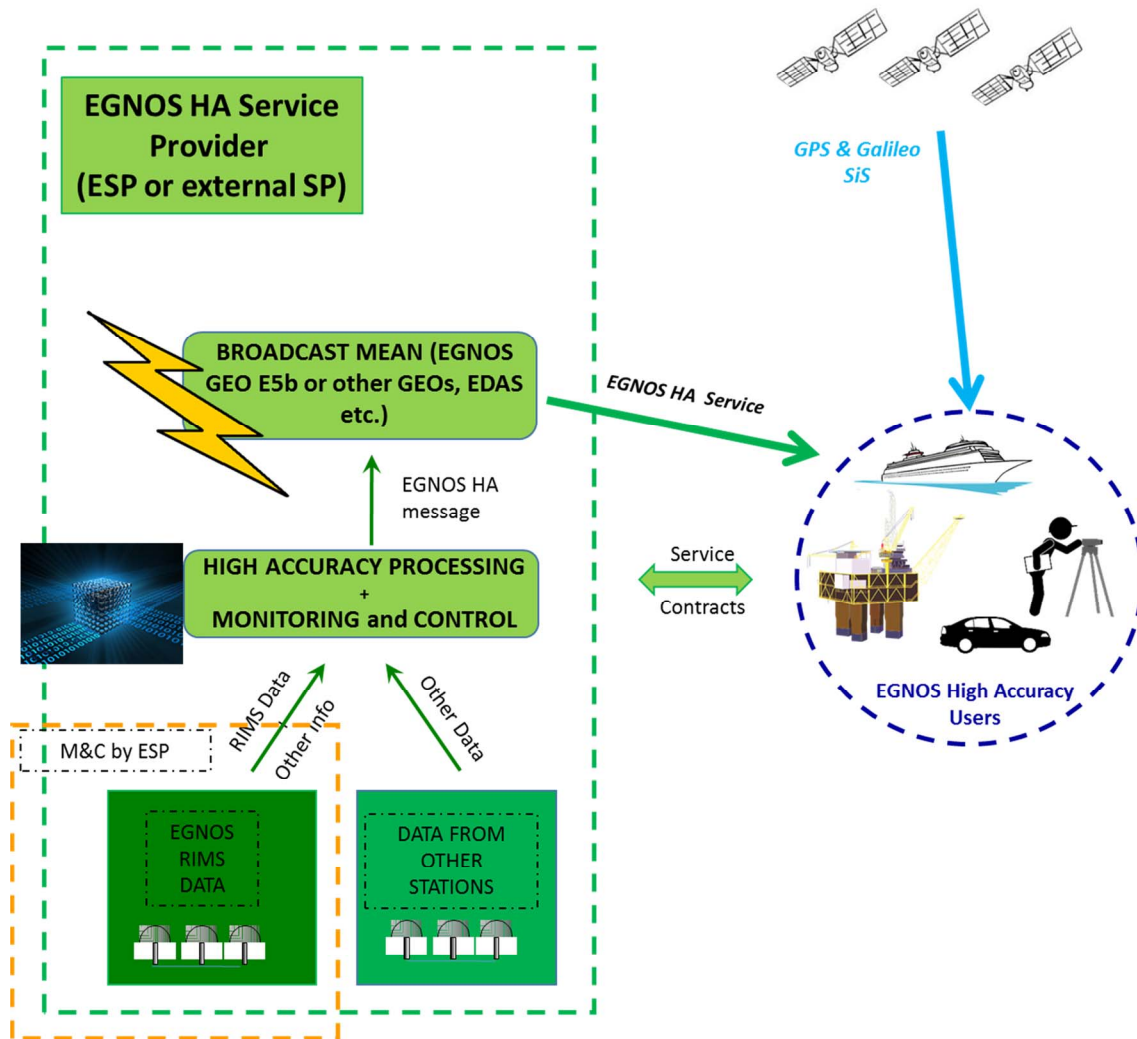 EGNOS HA Service
Provider
(ESP or external SP)
GPS & Galileo
SiS
BROADCAST MEAN (EGNOS
GEO E5b or other GEOs, EDAS
etc.)
EGNOS HA Service
EGNOS HA
message
HIGH ACCURACY PROCESSING
+
MONITORING and CONTROL
Service
Contracts
EGNOS High Accuracy
Users
RIMS Data
Other info
Other Data
M&C by ESP
EGNOS
RIMS
DATA
DATA FROM
OTHER
STATIONS